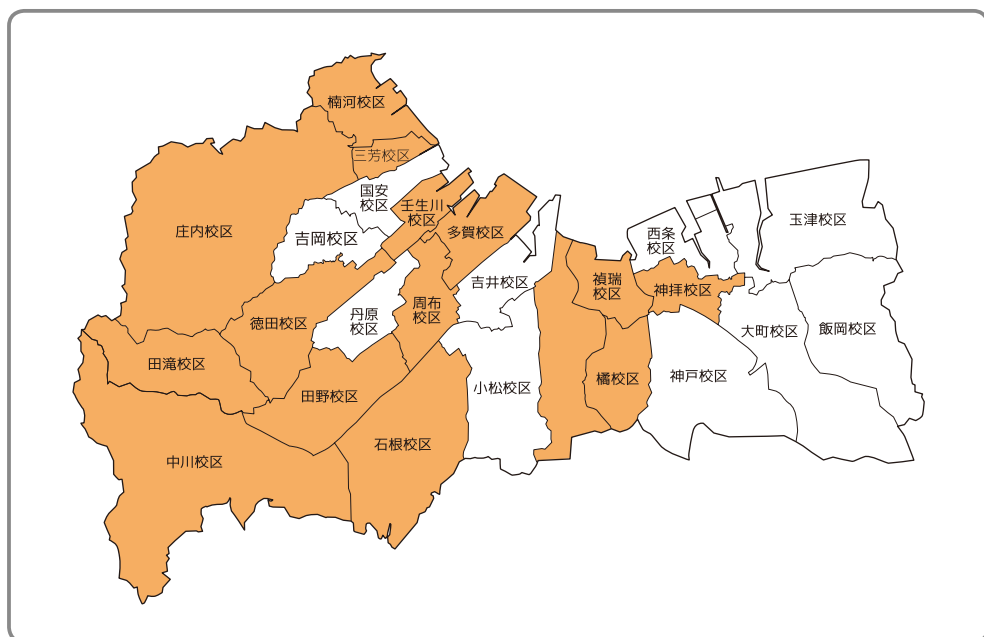 楠河校区
三芳校区
国安
校区
壬生川
校区
庄内校区
吉岡校区
多賀校区
西条
校区
玉津校区
吉井校区
禎瑞
校区
神拝校区
周布
校区
丹原
校区
徳田校区
大町校区
飯岡校区
田滝校区
小松校区
橘校区
神戸校区
田野校区
石根校区
中川校区